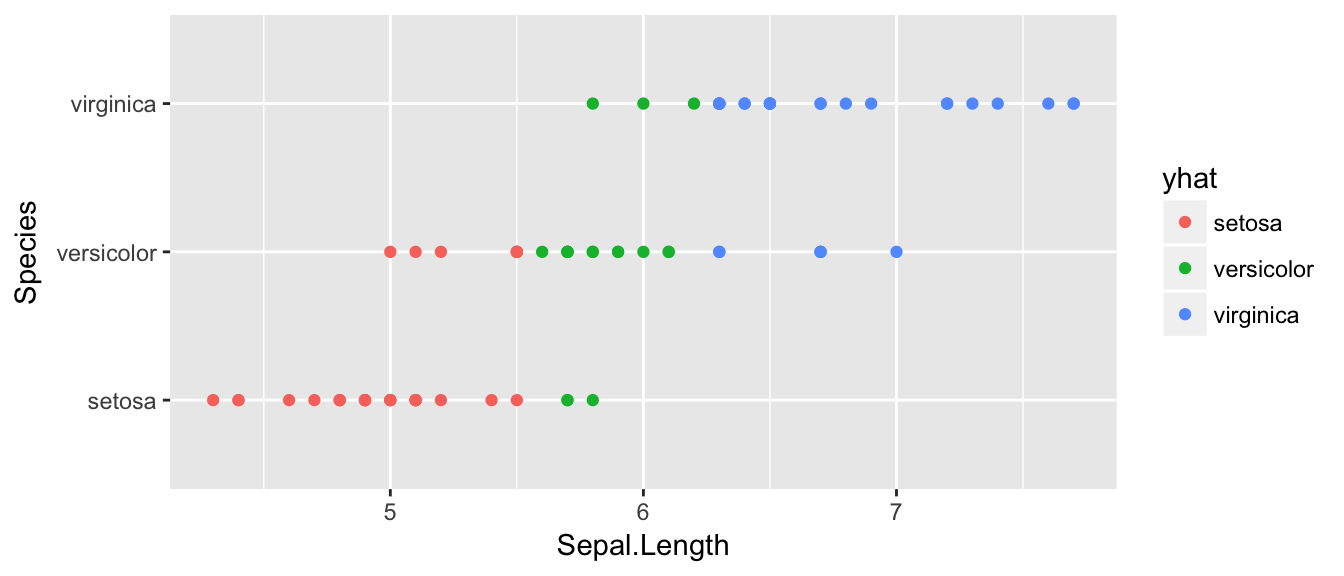 Species
virginica
versicolor
setosa
5 6 7
Sepal.Length
yhat
setosa
versicolor
virginica